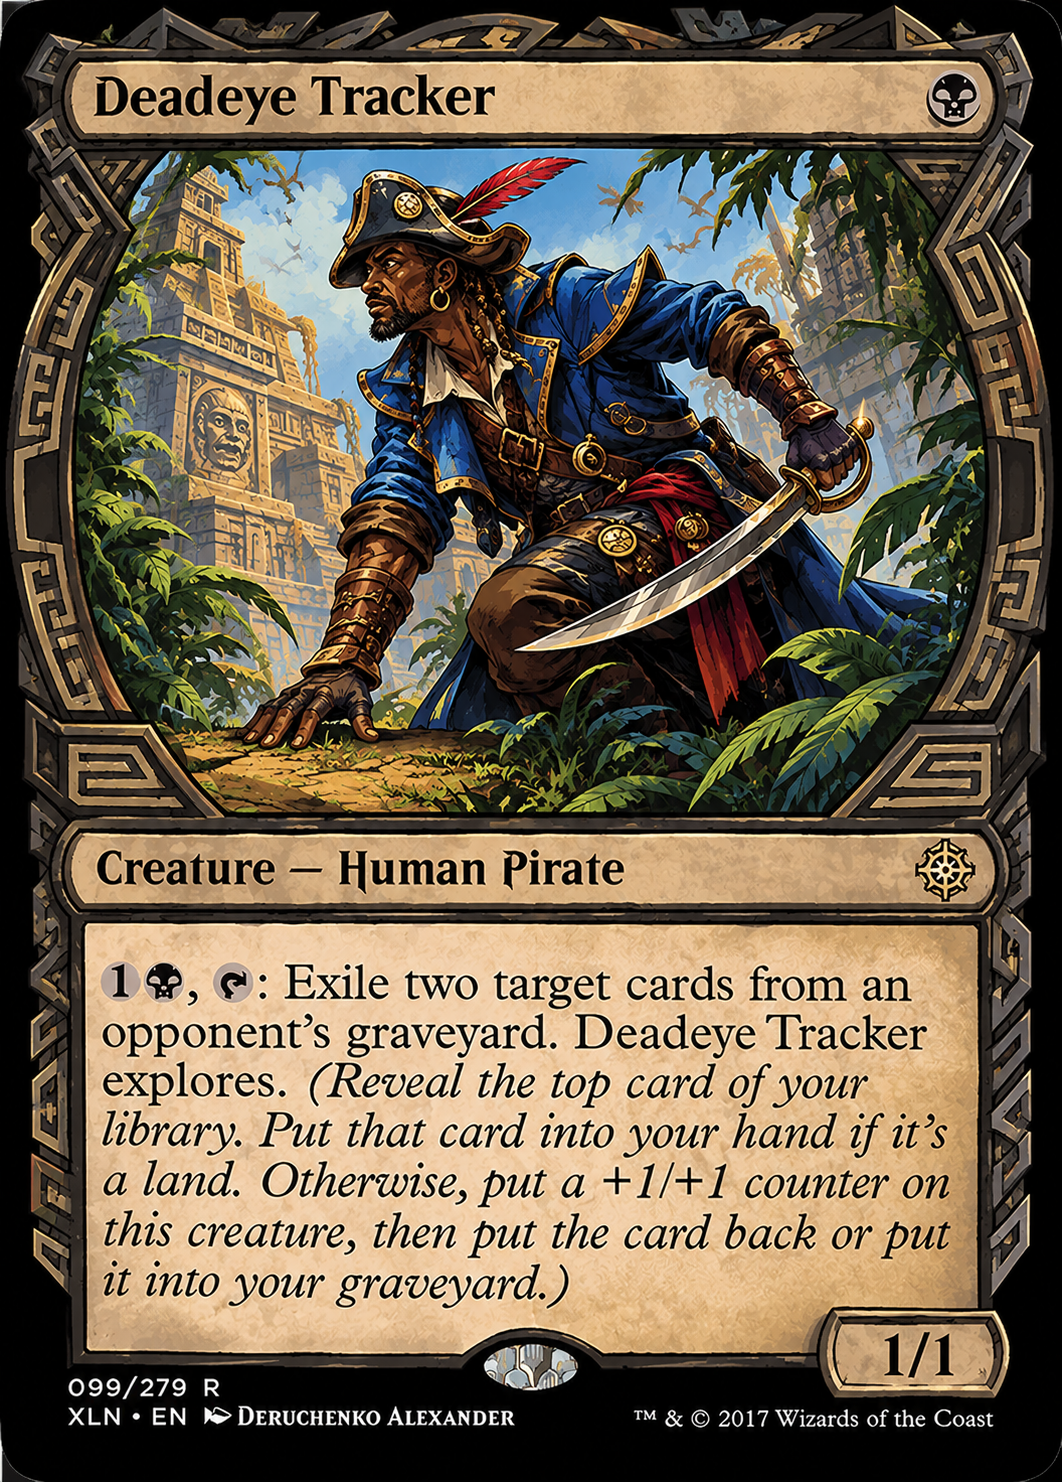 Deadeye Tracker
Creature — Human Pirate
1, : Exile two target cards from an
opponent's graveyard. Deadeye Tracker
explores. (Reveal the top card of your
library. Put that card into your hand if it's
a land. Otherwise, put a +1/+1 counter on
this creature, then put the card back or put
it into your graveyard.)
1/1
099/279 R
XLN • EN DERUCHENKO ALEXANDER
™ & © 2017 Wizards of the Coast